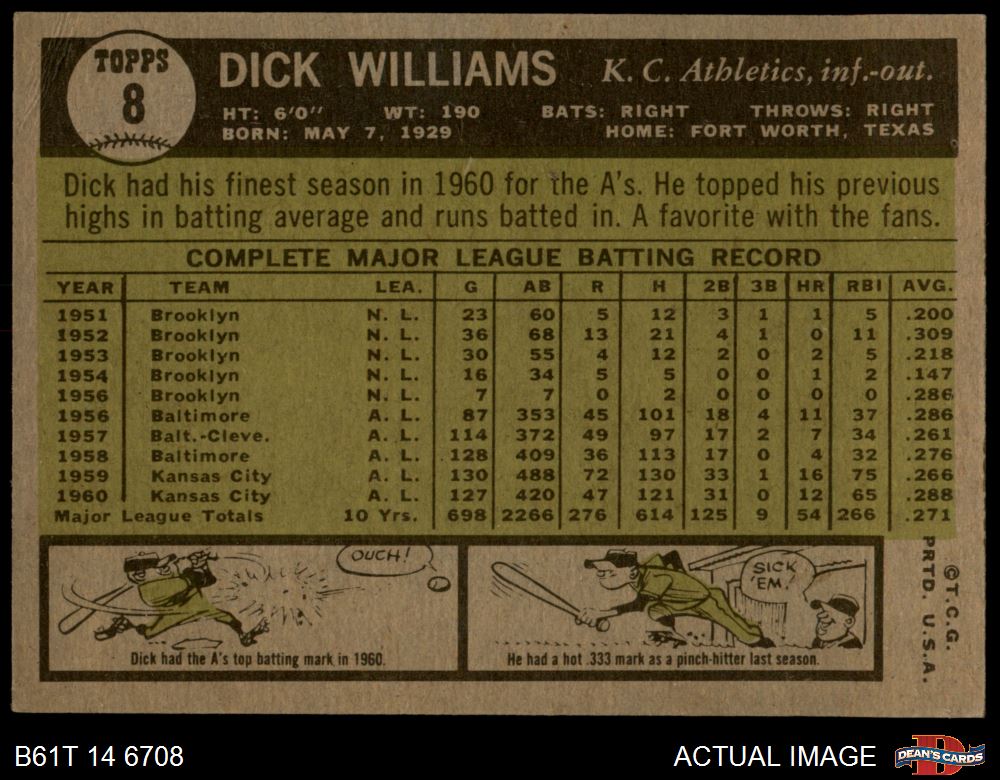 TOPPS
8
DICK WILLIAMS K. C. Athletics, inf.-out.
HT: 6'0" WT: 190 BATS: RIGHT THROWS: RIGHT
BORN: MAY 7, 1929 HOME: FORT WORTH, TEXAS
Dick had his finest season in 1960 for the A's. He topped his previous
highs in batting average and runs batted in. A favorite with the fans.
COMPLETE MAJOR LEAGUE BATTING RECORD
YEAR TEAM LEA. G AB R H 2B 3B HR RBI AVG.
1951 Brooklyn N. L. 23 60 5 12 3 1 1 5 .200
1952 Brooklyn N. L. 36 68 13 21 4 1 0 11 .309
1953 Brooklyn N. L. 30 55 4 12 2 0 2 5 .218
1954 Brooklyn N. L. 16 34 5 5 0 0 1 2 .147
1956 Brooklyn N. L. 7 7 0 2 0 0 0 0 .286
1956 Baltimore A. L. 87 353 45 101 18 4 11 37 .286
1957 Balt.-Cleve. A. L. 114 372 49 97 17 2 7 34 .261
1958 Baltimore A. L. 128 409 36 113 17 0 4 32 .276
1959 Kansas City A. L. 130 488 72 130 33 1 16 75 .266
1960 Kansas City A. L. 127 420 47 121 31 0 12 65 .288
Major League Totals 10 Yrs. 698 2266 276 614 125 9 54 266 .271
OUCH!
Dick had the A's top batting mark in 1960.
SICK
'EM!
He had a hot .333 mark as a pinch-hitter last season.
©T.C.G.
PRTD. U.S.A.
B61T 14 6708
ACTUAL IMAGE
D
DEAN'S CARDS